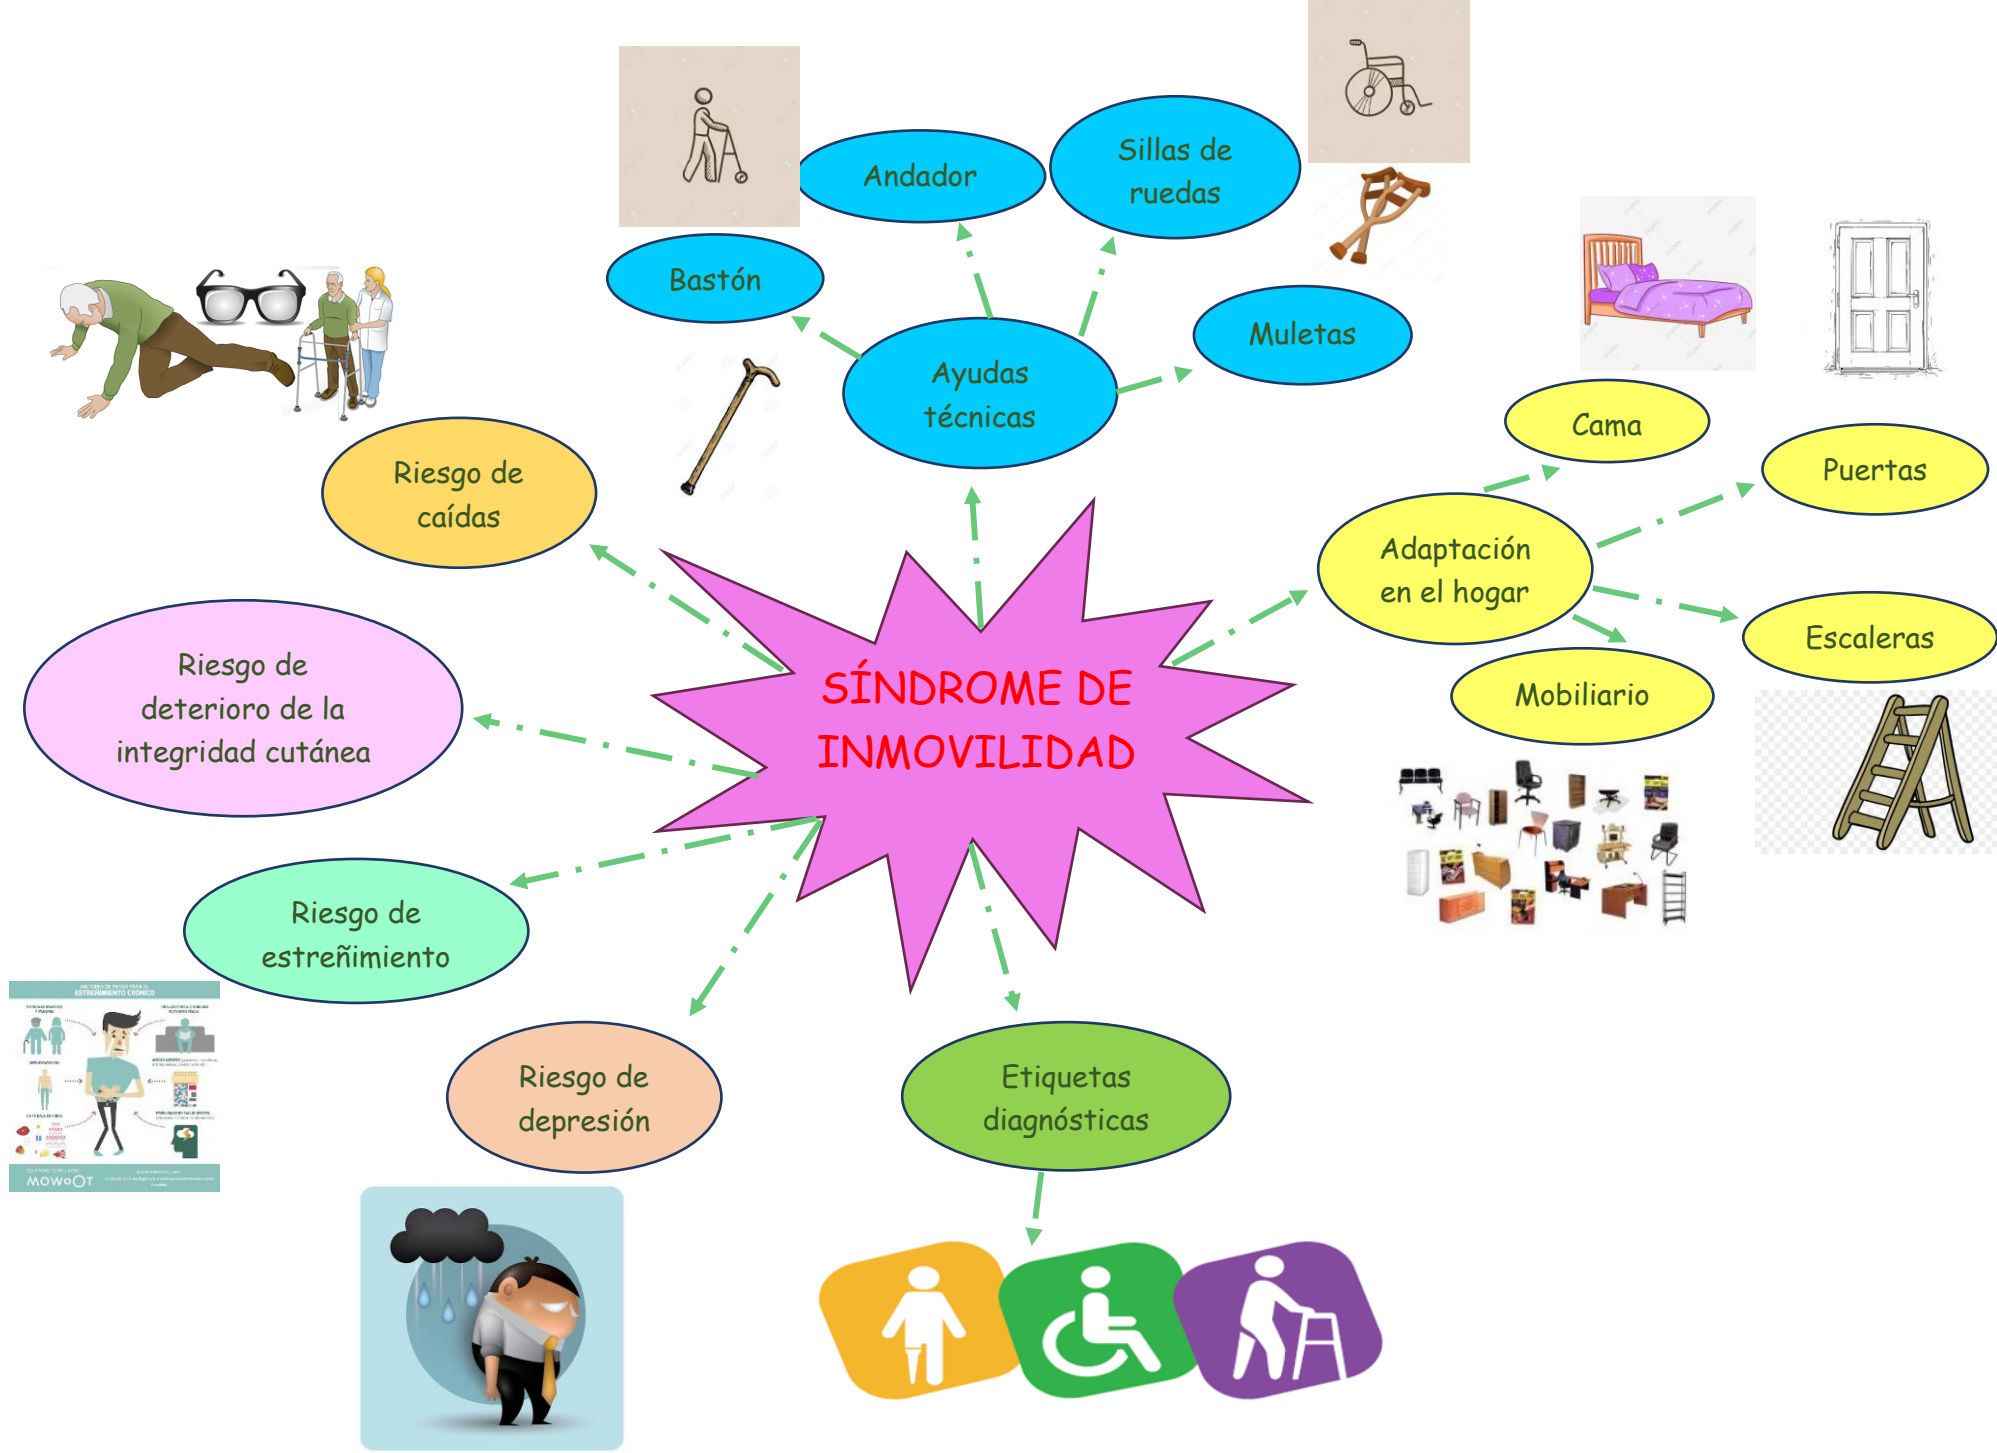 Sillas de
ruedas
Andador
Bastón
Muletas
Ayudas
técnicas
Cama
Puertas
Adaptación
en el hogar
Escaleras
Mobiliario
Riesgo de
caídas
SÍNDROME DE
INMOVILIDAD
Riesgo de
deterioro de la
integridad cutánea
Riesgo de
estreñimiento
ESTREÑIMIENTO CRÓNICO
MOWOOT
Riesgo de
depresión
Etiquetas
diagnósticas